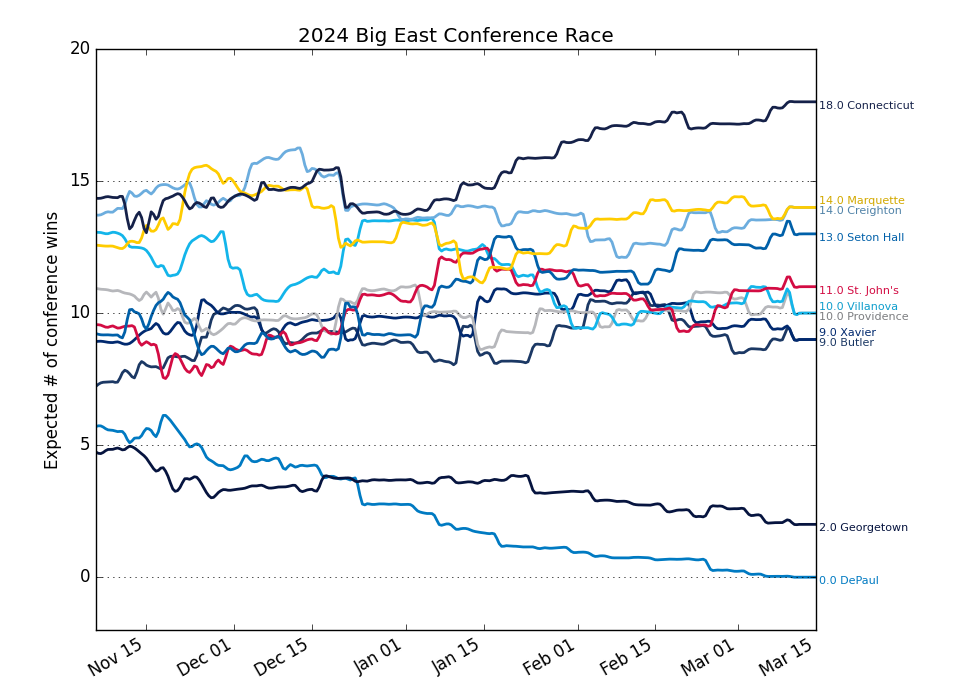 2024 Big East Conference Race
Expected # of conference wins
20
15
10
5
0
18.0 Connecticut
14.0 Marquette
14.0 Creighton
13.0 Seton Hall
11.0 St. John's
10.0 Villanova
10.0 Providence
9.0 Xavier
9.0 Butler
2.0 Georgetown
0.0 DePaul
Nov 15
Dec 01
Dec 15
Jan 01
Jan 15
Feb 01
Feb 15
Mar 01
Mar 15